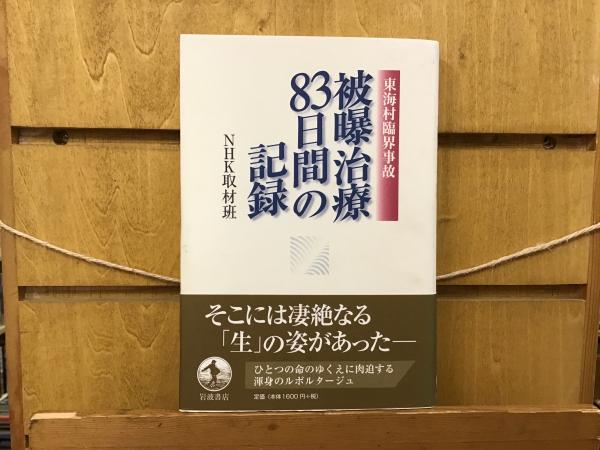 東海村臨界事故
被曝治療
83日間の
記録
NHK取材班
そこには凄絶なる
「生」の姿があった―
ひとつの命のゆくえに肉迫する
渾身のルポルタージュ
岩波書店
定価(本体1600円+税)